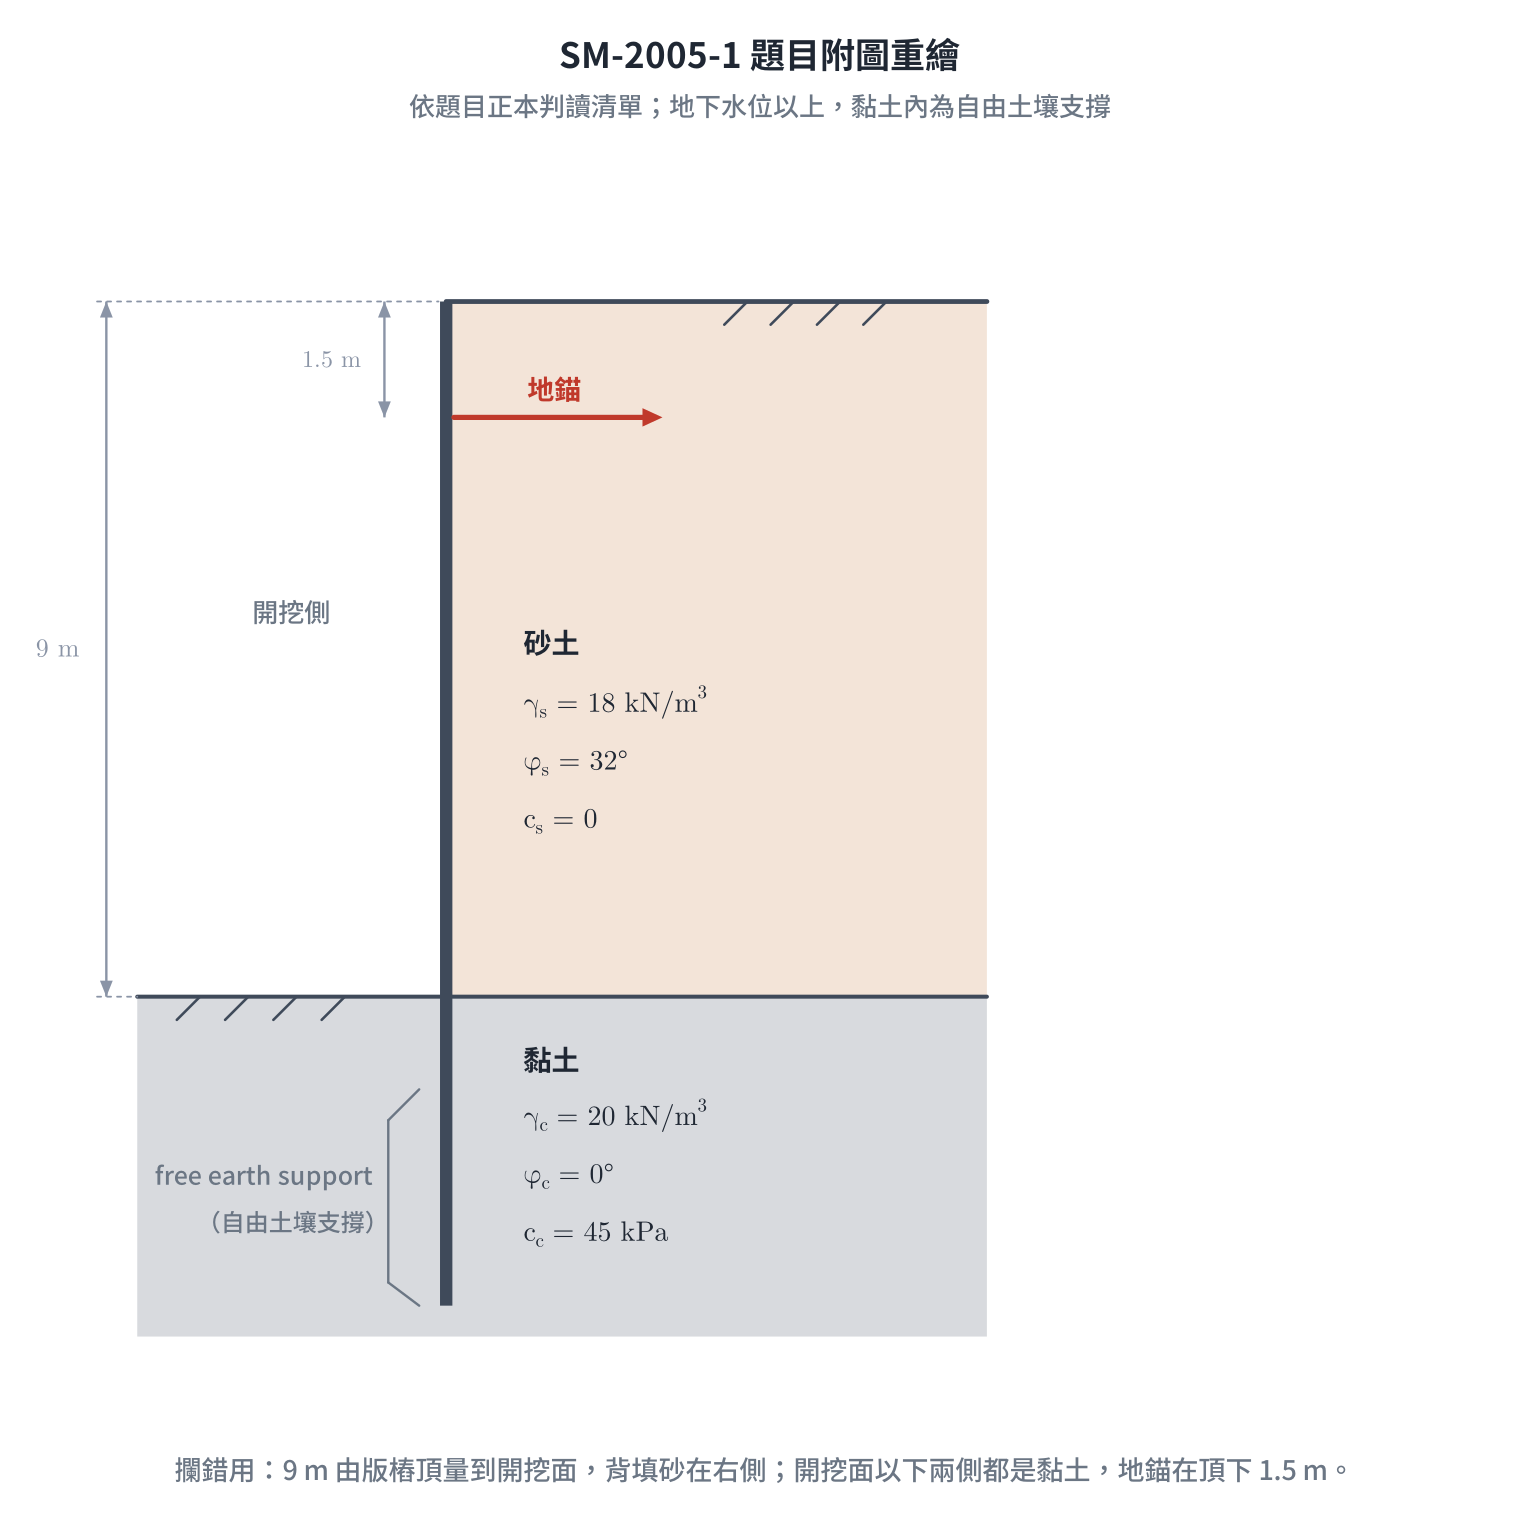 SM-2005-1 題目附圖重繪
依題目正本判讀清單；地下水位以上，黏土內為自由土壤支撐
1.5 m
地錨
開挖側
9 m
砂土
γₛ = 18 kN/m³
φₛ = 32°
cₛ = 0
黏土
γ_c = 20 kN/m³
φ_c = 0°
c_c = 45 kPa
free earth support
（自由土壤支撐）
攔錯用：9 m 由版樁頂量到開挖面，背填砂在右側；開挖面以下兩側都是黏土，地錨在頂下 1.5 m。